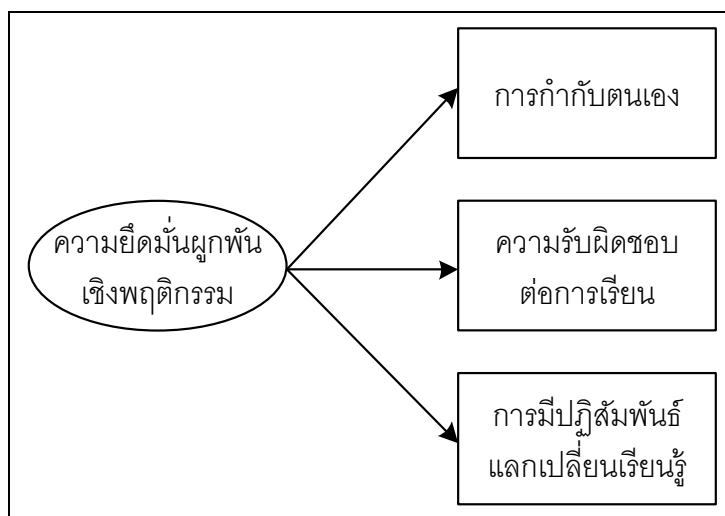 ความยึดมั่นผูกพัน
เชิงพฤติกรรม
การกำกับตนเอง
ความรับผิดชอบ
ต่อการเรียน
การมีปฏิสัมพันธ์
แลกเปลี่ยนเรียนรู้